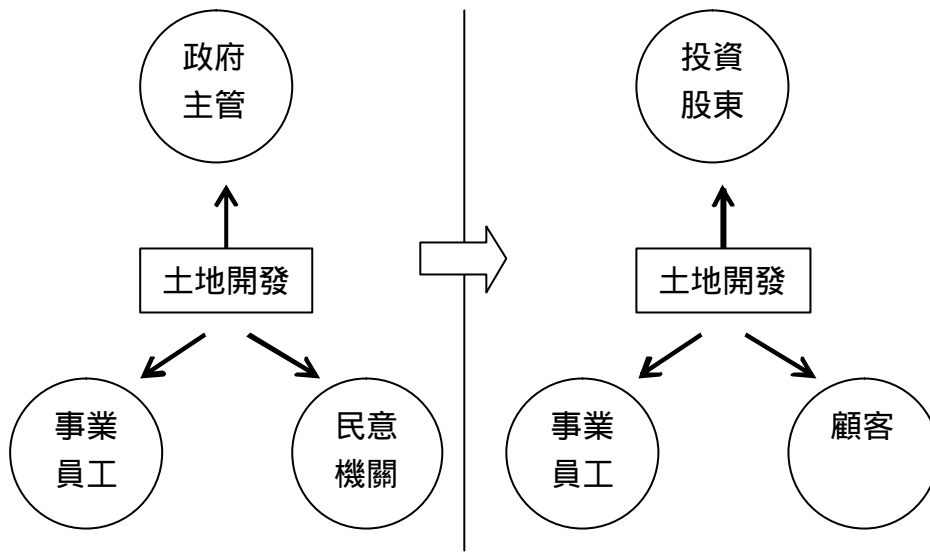 政府
主管
土地開發
事業
員工
民意
機關
投資
股東
土地開發
事業
員工
顧客